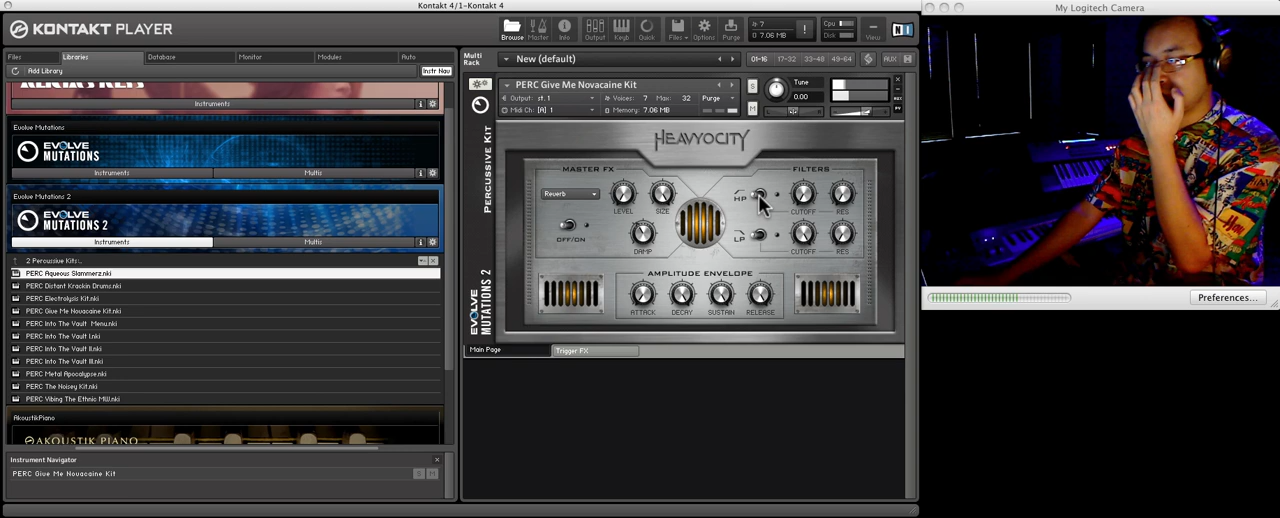 Kontakt 4/1-Kontakt 4
My Logitech Camera
KONTAKT PLAYER
Browse
Master
Info
Output
Keyb
Quick
Files
Options
Purge
7
7.06 MB
!
Cpu
Disk
View
NI
Files
Libraries
Database
Monitor
Modules
Auto
Add Library
Instr Nav
Instruments
Evolve Mutations
EVOLVE
MUTATIONS
Instruments
Multis
Evolve Mutations 2
EVOLVE
MUTATIONS 2
Instruments
Multis
2 Percussive Kits:.
PERC Aqueous Slammerz.nki
PERC Distant Krackin Drums.nki
PERC Electrolysis Kit.nki
PERC Give Me Novacaine Kit.nki
PERC Into The Vault Menu.nki
PERC Into The Vault I.nki
PERC Into The Vault II.nki
PERC Into The Vault III.nki
PERC Metal Apocalypse.nki
PERC The Noisey Kit.nki
PERC Vibing The Ethnic MW.nki
AkoustikPiano
AKOUSTIK PIANO
Instrument Navigator
PERC Give Me Novacaine Kit
S M
Multi
Rack
New (default)
01-16
17-32
33-48
49-64
AUX
PERC Give Me Novacaine Kit
Output: st.1
Voices: 7
Max: 32
Purge
Midi Ch: [A] 1
Memory: 7.06 MB
S
M
Tune
0.00
PERCUSSIVE KIT
EVOLVE
MUTATIONS 2
HEAVYOCITY
MASTER FX
FILTERS
Reverb
LEVEL
SIZE
OFF/ON
DAMP
HP
CUTOFF
RES
LP
CUTOFF
RES
AMPLITUDE ENVELOPE
ATTACK
DECAY
SUSTAIN
RELEASE
Main Page
Trigger FX
Preferences...